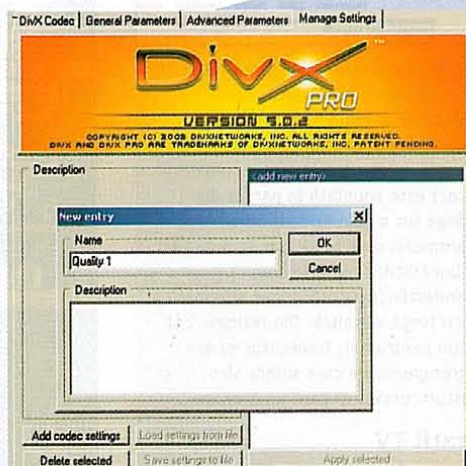 DivX Codec General Parameters Advanced Parameters Manage Settings
DivX
PRO
VERSION 5.0.2
COPYRIGHT (C) 2003 DIVXNETWORKS, INC. ALL RIGHTS RESERVED.
DIVX AND DIVX PRO ARE TRADEMARKS OF DIVXNETWORKS, INC. PATENT PENDING.
Description
<add new entry>
New entry
Name
OK
Quality 1
Cancel
Description
Add codec settings
Load settings from file
Delete selected
Save settings to file
Apply selected